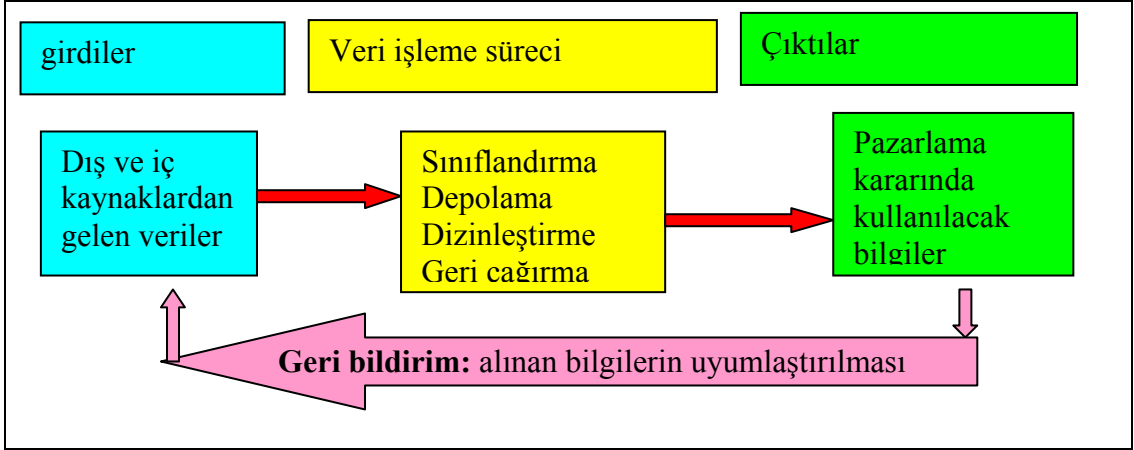 girdiler
Veri işleme süreci
Çıktılar
Dış ve iç
kaynaklardan
gelen veriler
Sınıflandırma
Depolama
Dizinleştirme
Geri cağırma
Pazarlama
kararında
kullanılacak
bilgiler
Geri bildirim: alınan bilgilerin uyumlaştırılması